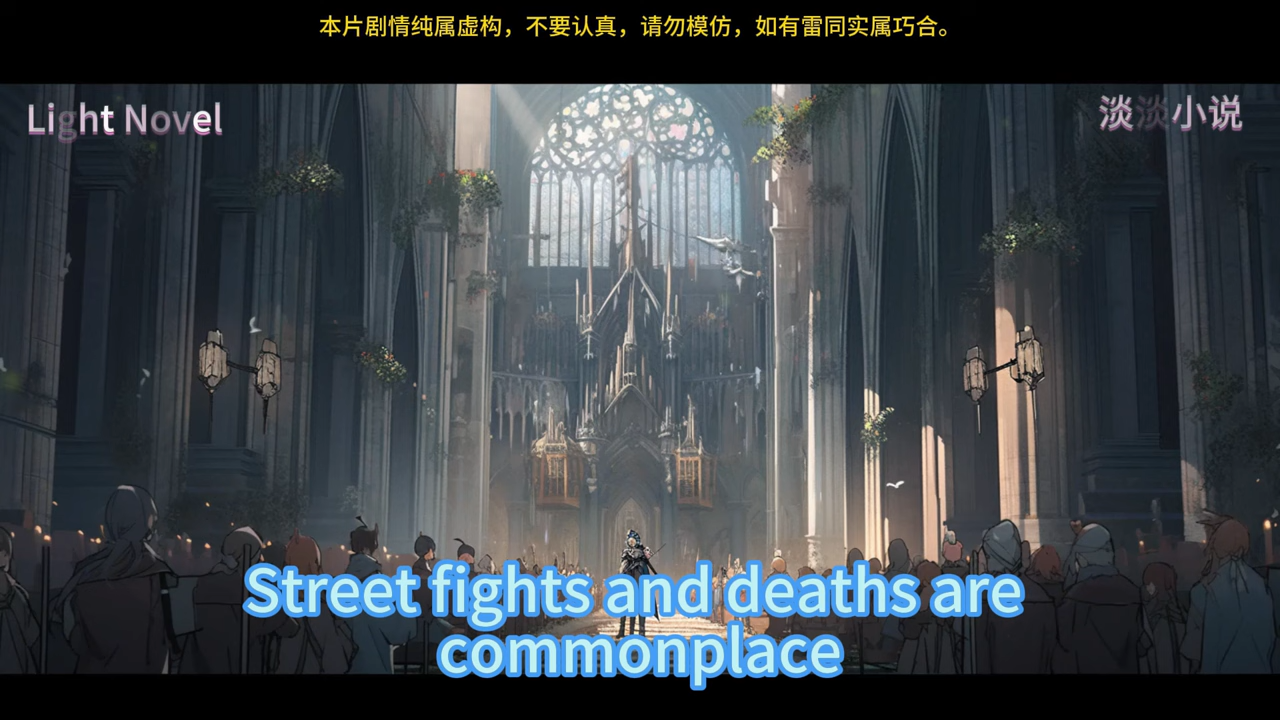 本片剧情纯属虚构，不要认真，请勿模仿，如有雷同实属巧合。
Light Novel
淡淡小说
Street fights and deaths are
commonplace